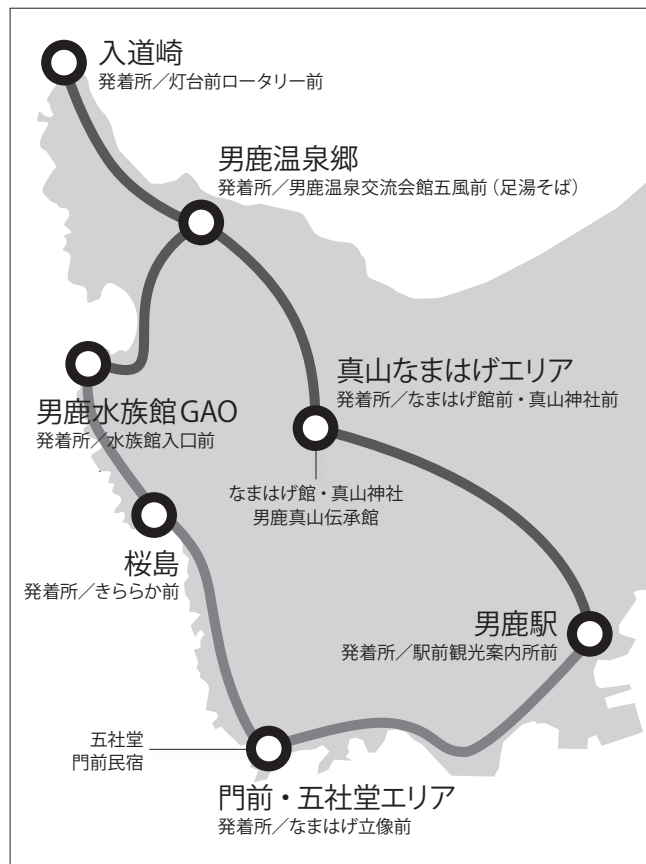 入道崎
発着所／灯台前ロータリー前
男鹿温泉郷
発着所／男鹿温泉交流会館五風前（足湯そば）
真山なまはげエリア
発着所／なまはげ館前・真山神社前
男鹿水族館GAO
発着所／水族館入口前
なまはげ館・真山神社
男鹿真山伝承館
桜島
発着所／きららか前
男鹿駅
発着所／駅前観光案内所前
五社堂
門前民宿
門前・五社堂エリア
発着所／なまはげ立像前